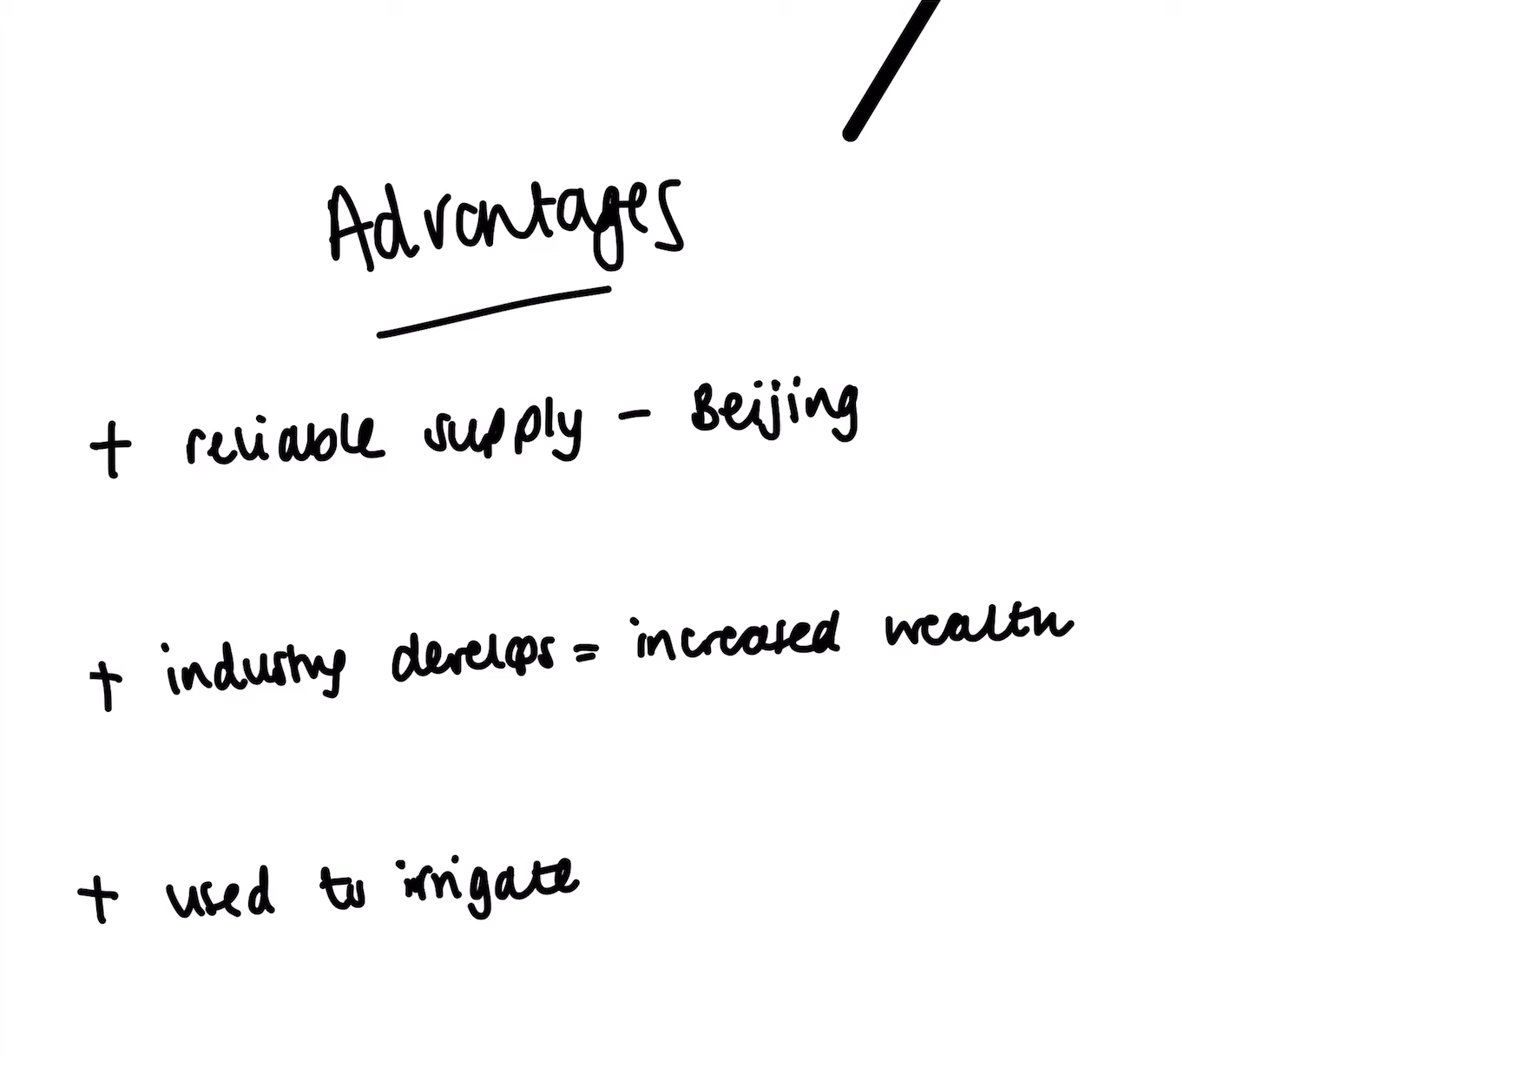 Advantages
+ reliable supply - Beijing
+ industry develops = increased wealth
+ used to irrigate